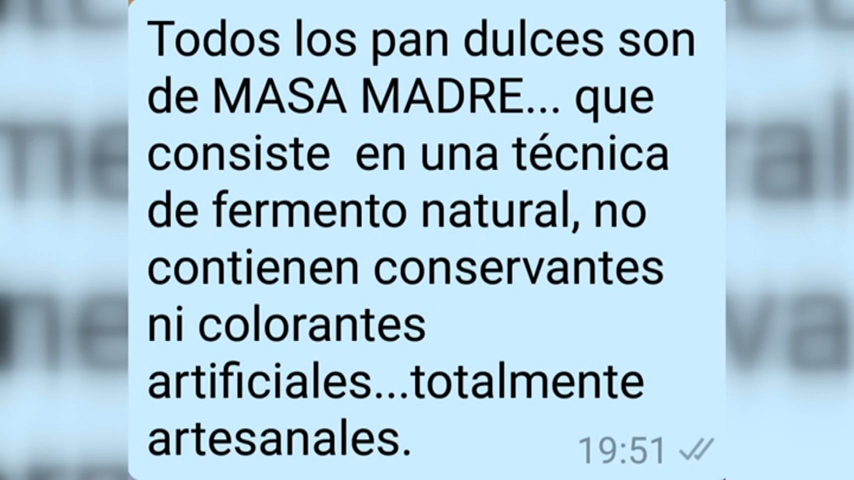 Todos los pan dulces son
de MASA MADRE... que
consiste en una técnica
de fermento natural, no
contienen conservantes
ni colorantes
artificiales...totalmente
artesanales.
19:51